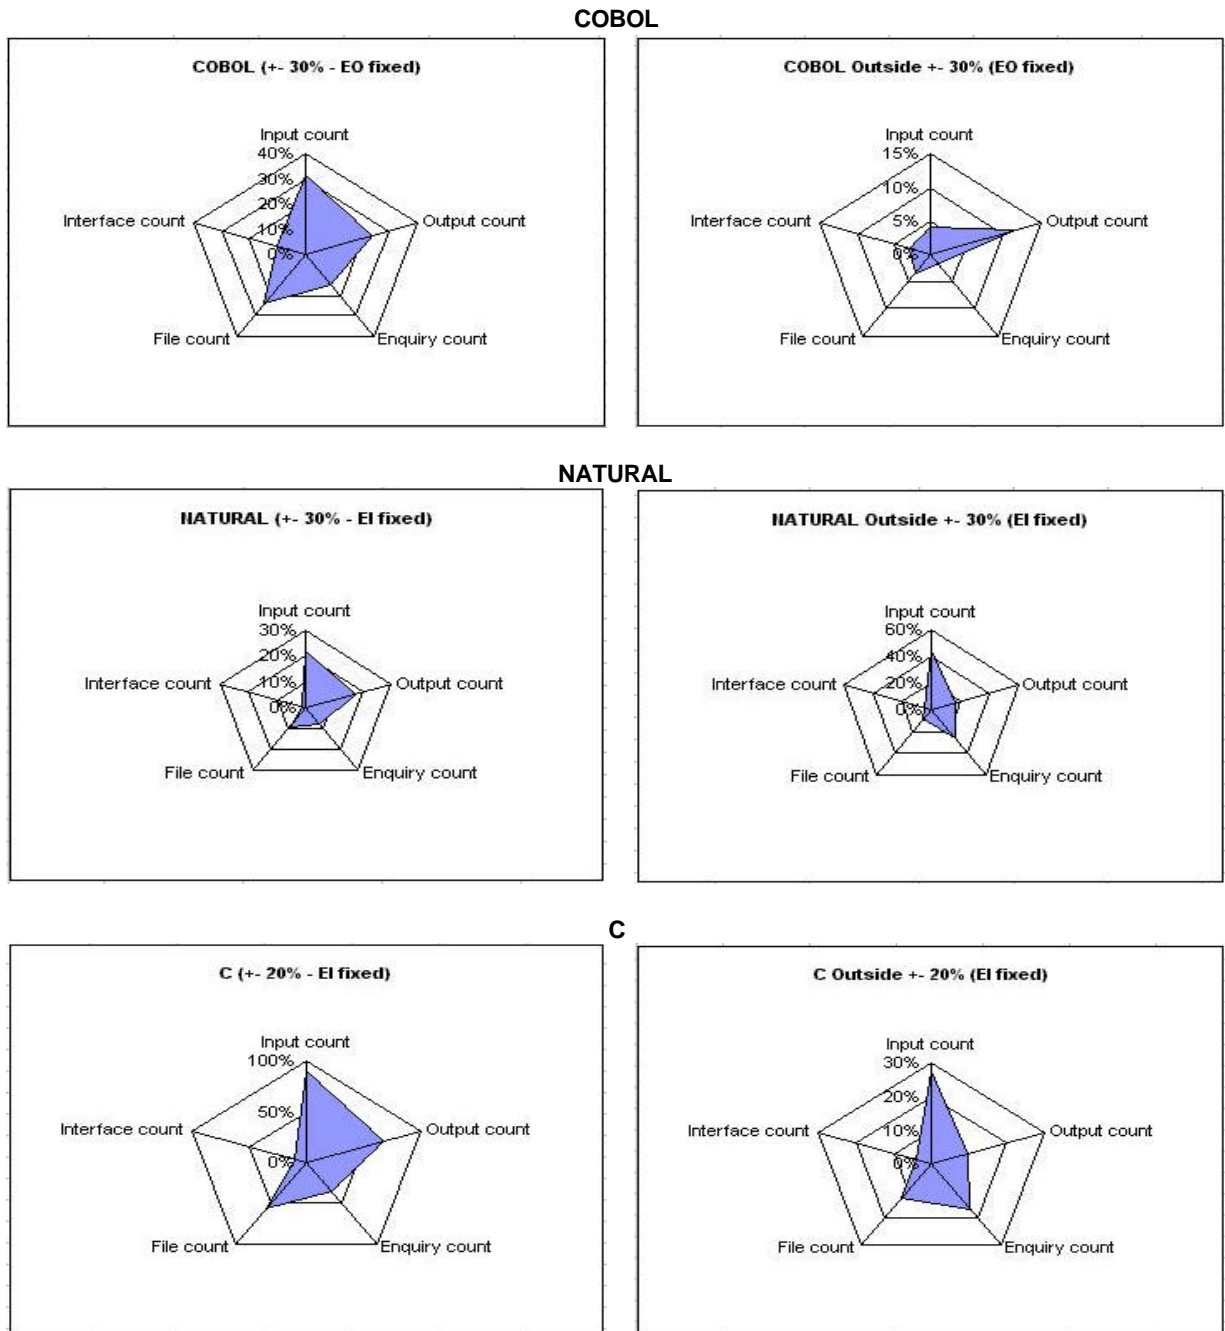 COBOL
COBOL (+- 30% - EO fixed)
Input count
40%
30%
20%
10%
0%
Interface count
Output count
File count
Enquiry count
COBOL Outside +- 30% (EO fixed)
Input count
15%
10%
5%
0%
Interface count
Output count
File count
Enquiry count
NATURAL
NATURAL (+- 30% - EI fixed)
Input count
30%
20%
10%
0%
Interface count
Output count
File count
Enquiry count
NATURAL Outside +- 30% (EI fixed)
Input count
60%
40%
20%
0%
Interface count
Output count
File count
Enquiry count
C
C (+- 20% - EI fixed)
Input count
100%
50%
0%
Interface count
Output count
File count
Enquiry count
C Outside +- 20% (EI fixed)
Input count
30%
20%
10%
0%
Interface count
Output count
File count
Enquiry count